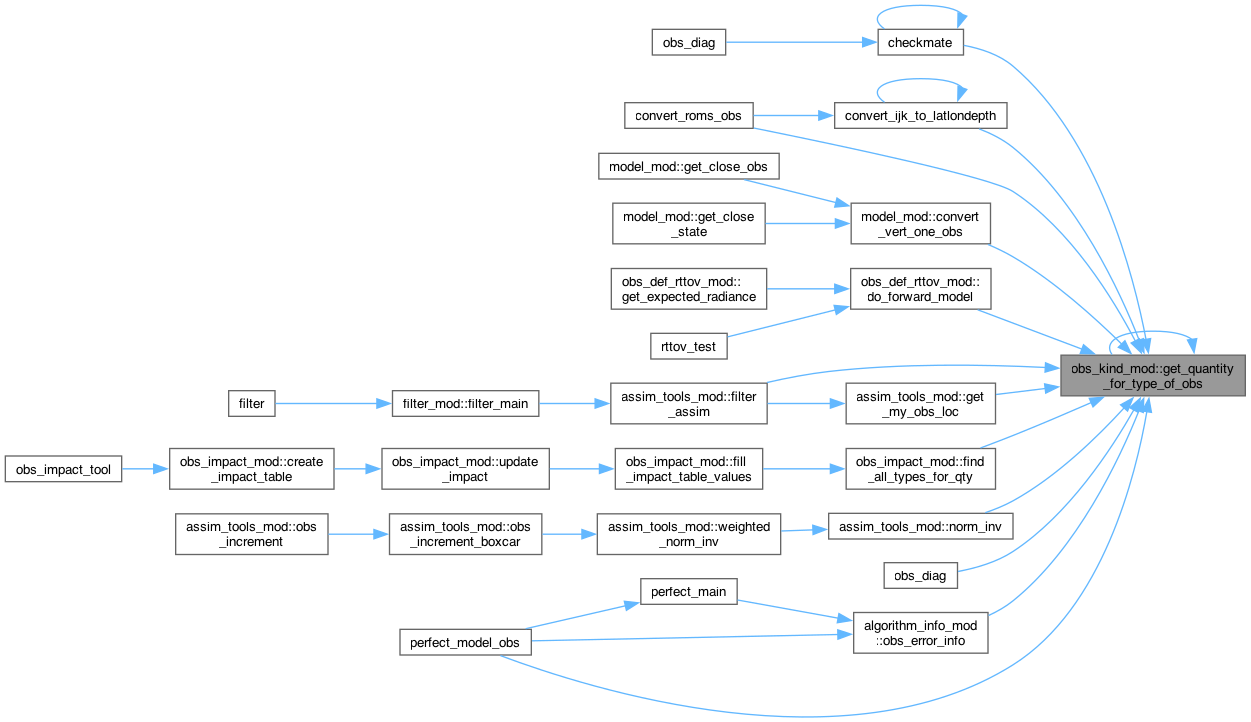 obs_diag
checkmate
convert_roms_obs
convert_ijk_to_latlondepth
model_mod::get_close_obs
model_mod::get_close
_state
model_mod::convert
_vert_one_obs
obs_def_rttov_mod::
get_expected_radiance
obs_def_rttov_mod::
do_forward_model
rttov_test
obs_kind_mod::get_quantity
_for_type_of_obs
filter
filter_mod::filter_main
assim_tools_mod::filter
_assim
assim_tools_mod::get
_my_obs_loc
obs_impact_tool
obs_impact_mod::create
_impact_table
obs_impact_mod::update
_impact
obs_impact_mod::fill
_impact_table_values
obs_impact_mod::find
_all_types_for_qty
assim_tools_mod::obs
_increment
assim_tools_mod::obs
_increment_boxcar
assim_tools_mod::weighted
_norm_inv
assim_tools_mod::norm_inv
obs_diag
perfect_main
perfect_model_obs
algorithm_info_mod
::obs_error_info